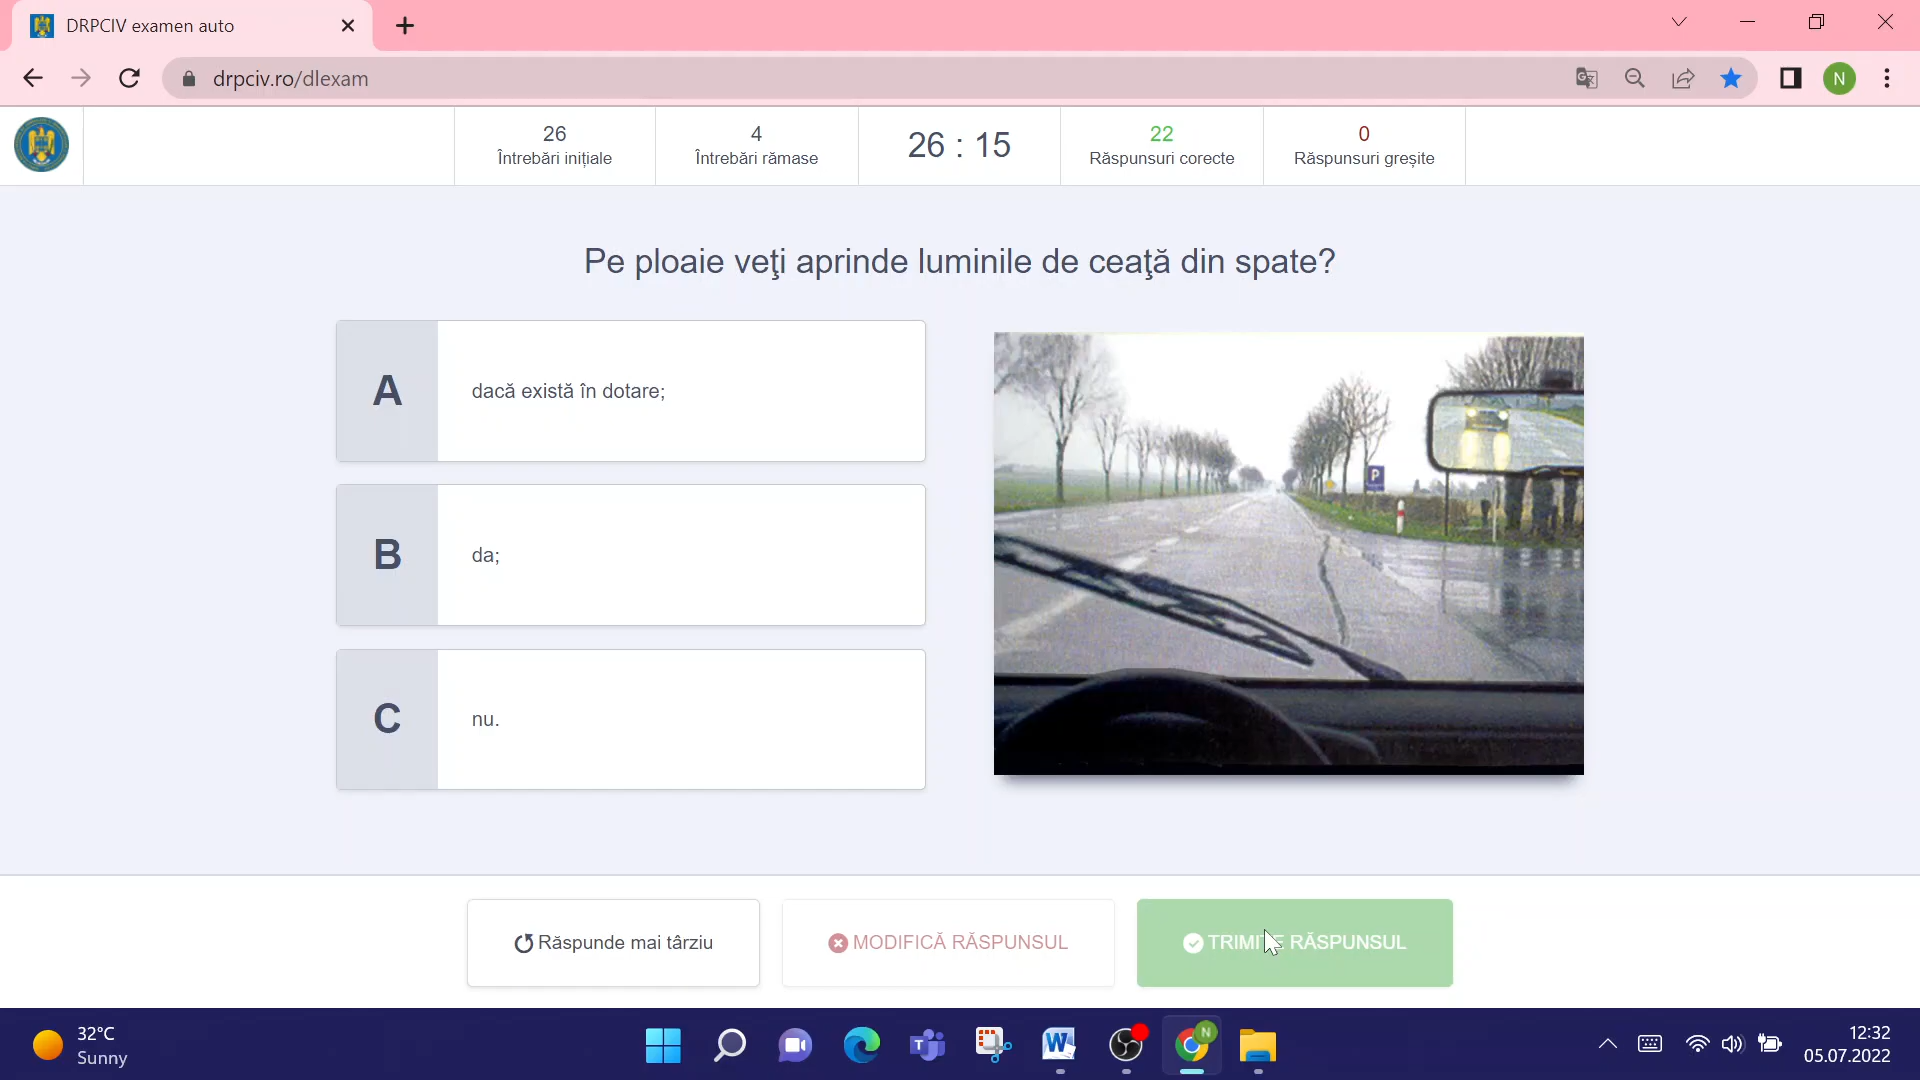 DRPCIV examen auto
drpciv.ro/dlexam
N
26
Întrebări inițiale
4
Întrebări rămase
26 : 15
22
Răspunsuri corecte
0
Răspunsuri greșite
Pe ploaie veţi aprinde luminile de ceaţă din spate?
A
dacă există în dotare;
B
da;
C
nu.
P
Răspunde mai târziu
MODIFICĂ RĂSPUNSUL
TRIMITE RĂSPUNSUL
32°C
Sunny
N
12:32
05.07.2022